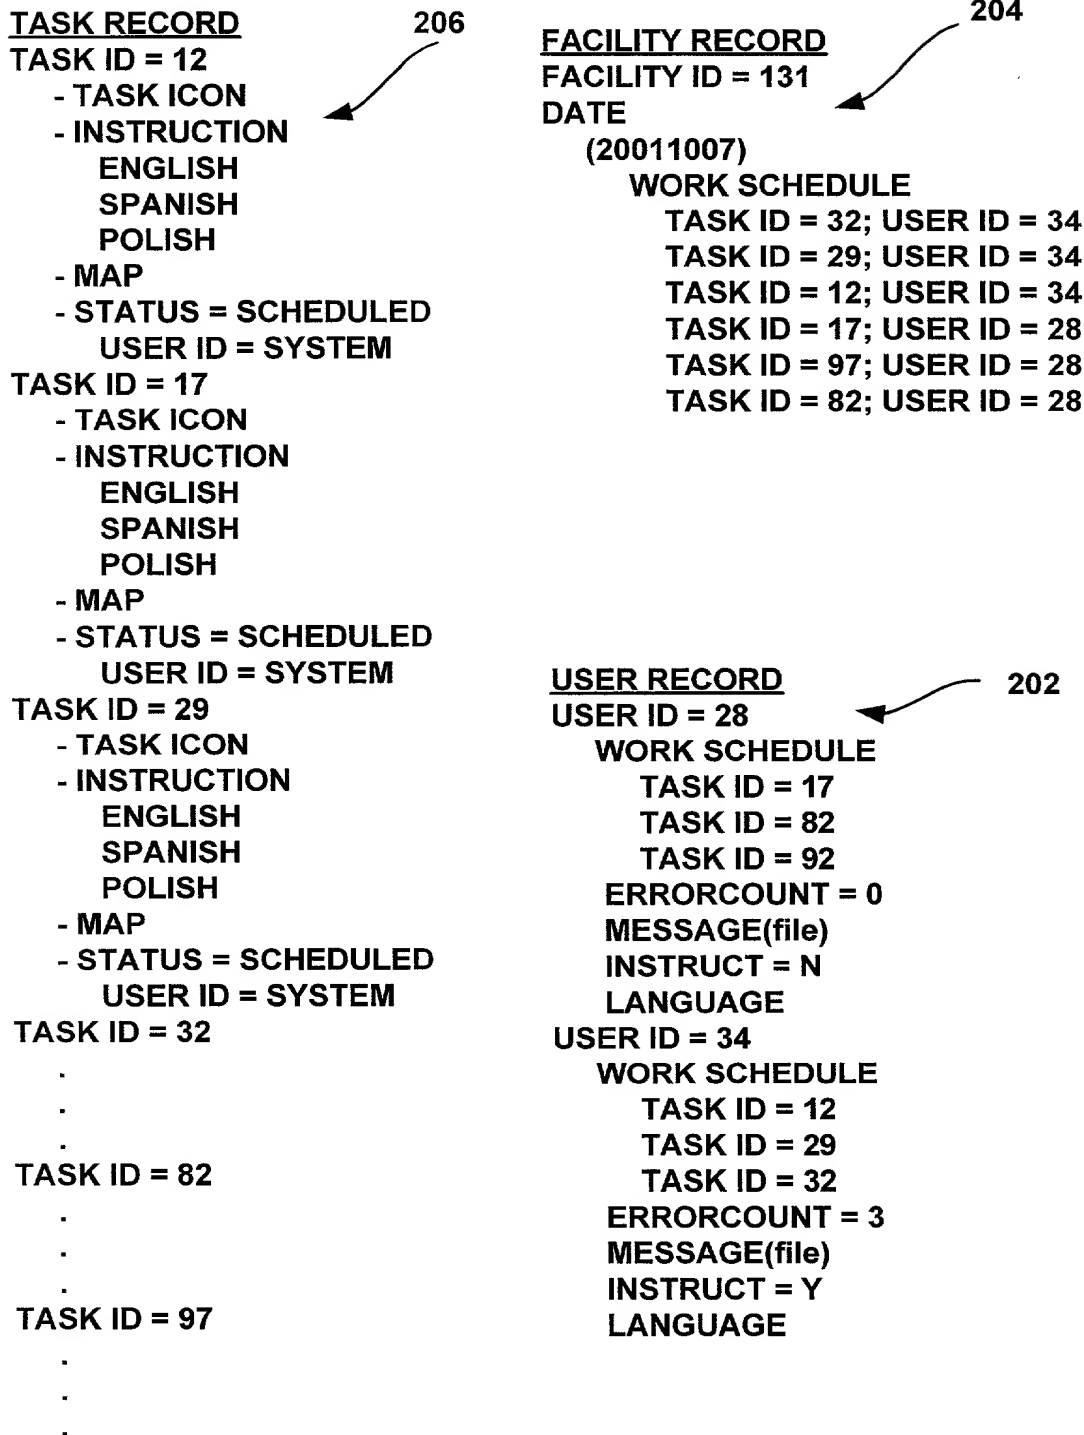 TASK RECORD
206
TASK ID = 12
- TASK ICON
- INSTRUCTION
ENGLISH
SPANISH
POLISH
- MAP
- STATUS = SCHEDULED
USER ID = SYSTEM
TASK ID = 17
- TASK ICON
- INSTRUCTION
ENGLISH
SPANISH
POLISH
- MAP
- STATUS = SCHEDULED
USER ID = SYSTEM
TASK ID = 29
- TASK ICON
- INSTRUCTION
ENGLISH
SPANISH
POLISH
- MAP
- STATUS = SCHEDULED
USER ID = SYSTEM
TASK ID = 32
.
.
.
TASK ID = 82
.
.
.
TASK ID = 97
.
.
.
204
FACILITY RECORD
FACILITY ID = 131
DATE
(20011007)
WORK SCHEDULE
TASK ID = 32; USER ID = 34
TASK ID = 29; USER ID = 34
TASK ID = 12; USER ID = 34
TASK ID = 17; USER ID = 28
TASK ID = 97; USER ID = 28
TASK ID = 82; USER ID = 28
USER RECORD
202
USER ID = 28
WORK SCHEDULE
TASK ID = 17
TASK ID = 82
TASK ID = 92
ERRORCOUNT = 0
MESSAGE(file)
INSTRUCT = N
LANGUAGE
USER ID = 34
WORK SCHEDULE
TASK ID = 12
TASK ID = 29
TASK ID = 32
ERRORCOUNT = 3
MESSAGE(file)
INSTRUCT = Y
LANGUAGE